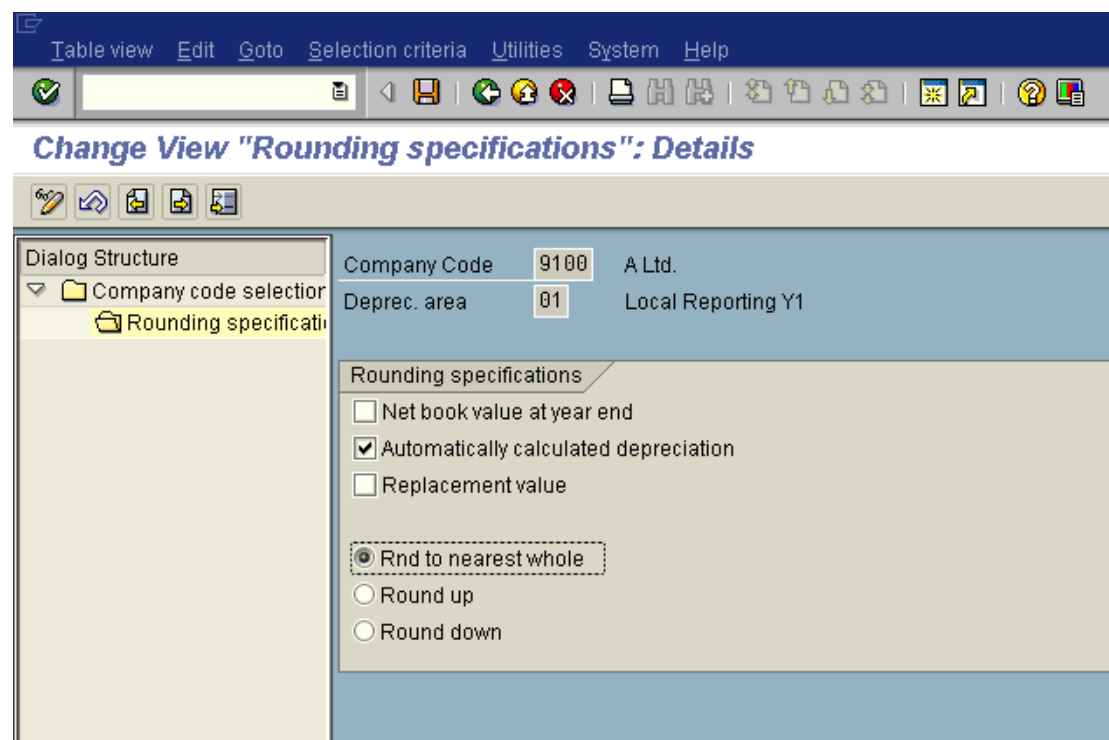 Table view Edit Goto Selection criteria Utilities System Help
Change View "Rounding specifications": Details
Dialog Structure
Company code selection
Rounding specificati
Company Code 9100 A Ltd.
Deprec. area 01 Local Reporting Y1
Rounding specifications
Net book value at year end
Automatically calculated depreciation
Replacement value
Rnd to nearest whole
Round up
Round down